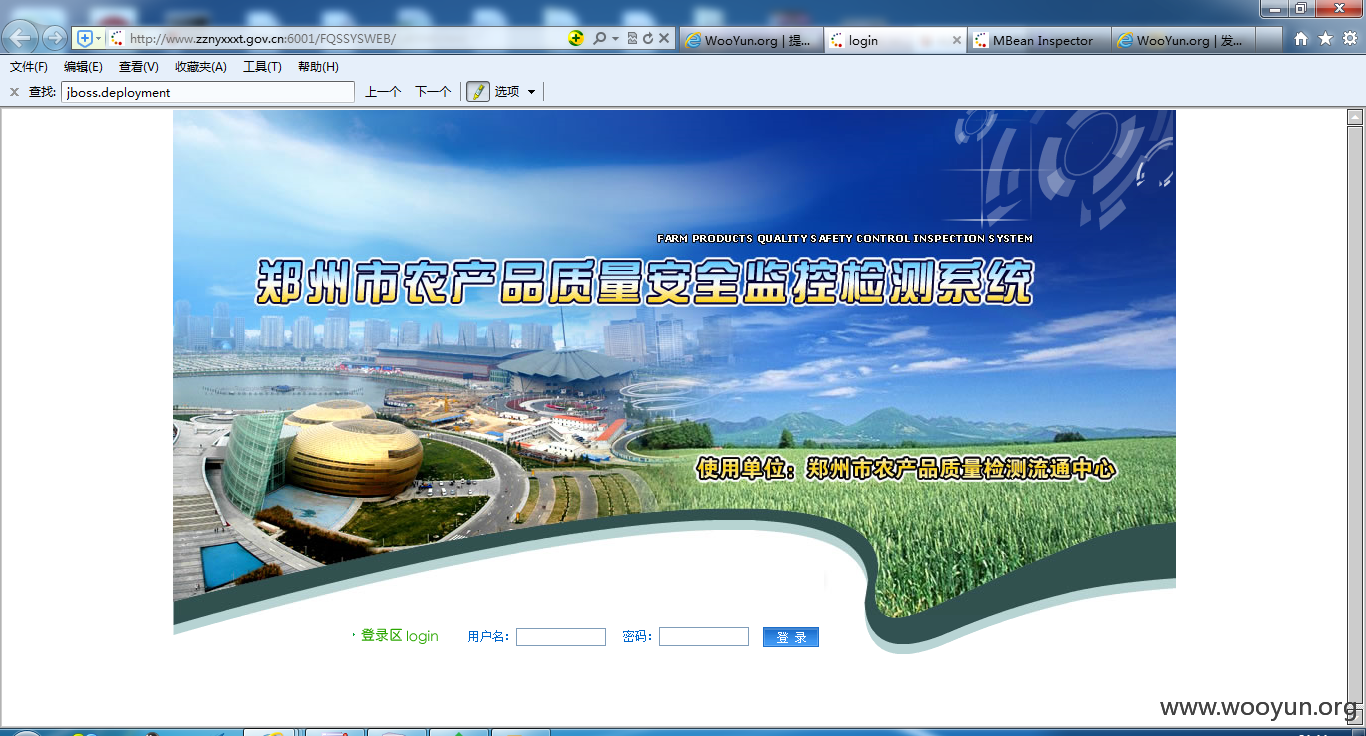 http://www.zznyxxxt.gov.cn:6001/FQSSYSWEB/
WooYun.org | 提...
login
MBean Inspector
WooYun.org | 发...
文件(F) 编辑(E) 查看(V) 收藏夹(A) 工具(T) 帮助(H)
查找: jboss.deployment 上一个 下一个 选项
FARM PRODUCTS QUALITY SAFETY CONTROL INSPECTION SYSTEM
郑州市农产品质量安全监控检测系统
使用单位：郑州市农产品质量检测流通中心
登录区 login 用户名： 密码： 登 录
www.wooyun.org